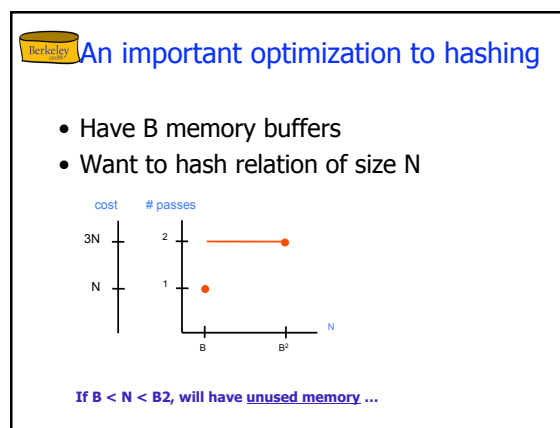 Berkeley
cs186
An important optimization to hashing
• Have B memory buffers
• Want to hash relation of size N
cost # passes
3N 2
N 1
N
B B²
If B < N < B2, will have unused memory ...